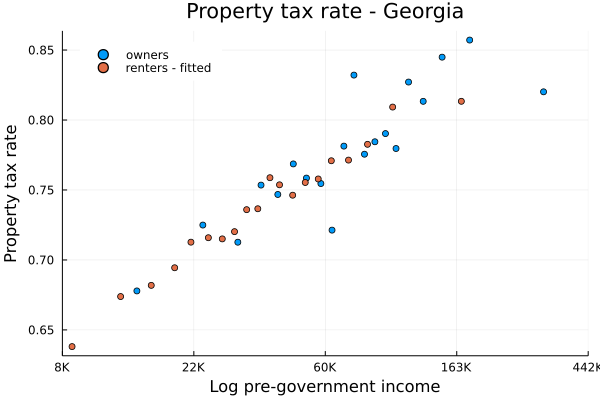 Property tax rate - Georgia
owners
renters - fitted
Property tax rate
0.85
0.80
0.75
0.70
0.65
8K 22K 60K 163K 442K
Log pre-government income